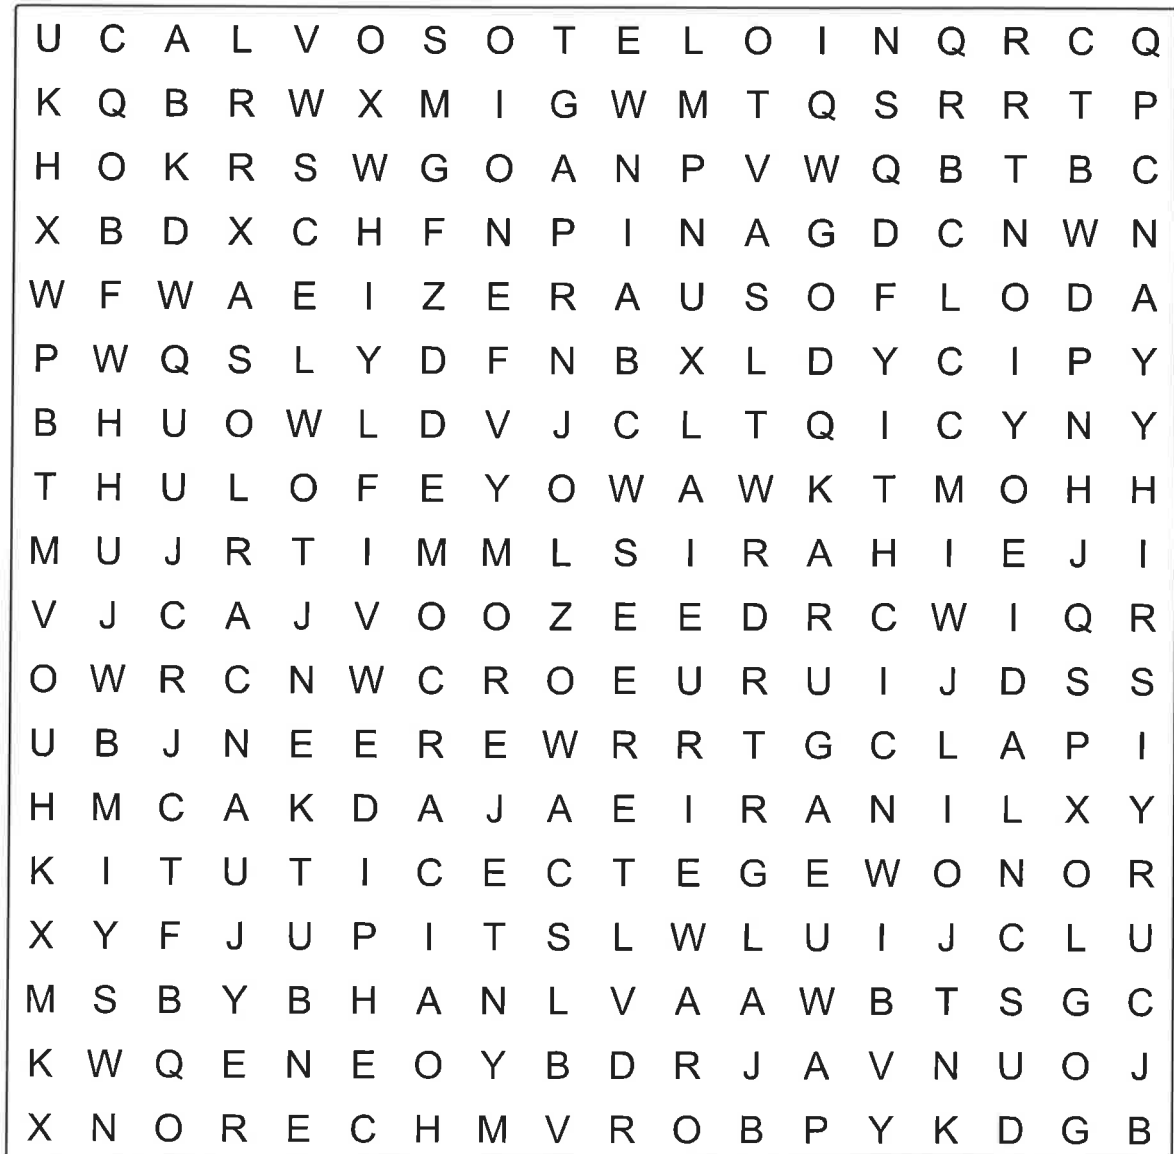 U C A L V O S O T E L O I N Q R C Q
K Q B R W X M I G W M T Q S R R T P
H O K R S W G O A N P V W Q B T B C
X B D X C H F N P I N A G D C N W N
W F W A E I Z E R A U S O F L O D A
P W Q S L Y D F N B X L D Y C I P Y
B H U O W L D V J C L T Q I C Y N Y
T H U L O F E Y O W A W K T M O H H
M U J R T I M M L S I R A H I E J I
V J C A J V O O Z E E D R C W I Q R
O W R C N W C R O E U R U I J D S S
U B J N E E R E W R R T G C L A P I
H M C A K D A J A E I R A N I L X Y
K I T U T I C E C T E G E W O N O R
X Y F J U P I T S L W L U I J C L U
M S B Y B H A N L V A A W B T S G C
K W Q E N E O Y B D R J A V N U O J
X N O R E C H M V R O B P Y K D G B